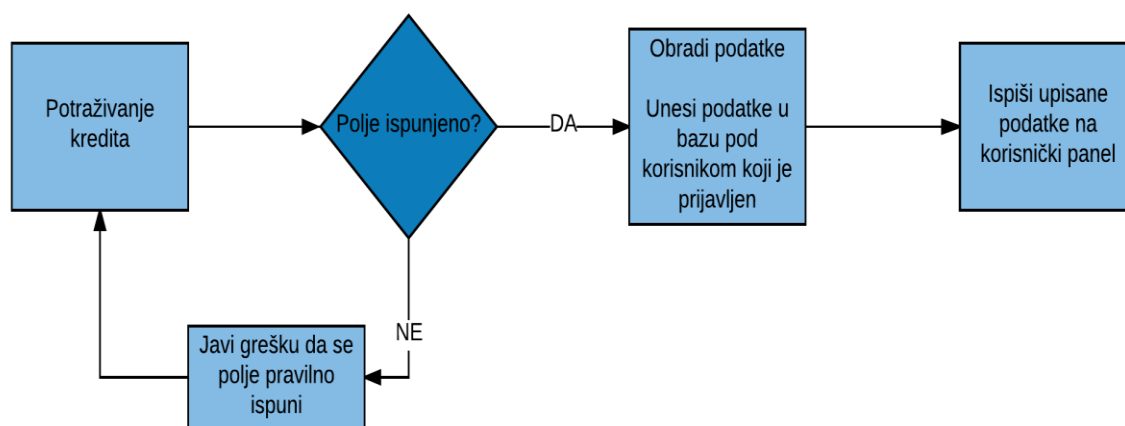 Potraživanje
kredita
Polje ispunjeno?
DA
Obradi podatke
Unesi podatke u
bazu pod
korisnikom koji je
prijavljen
Ispiši upisane
podatke na
korisnički panel
NE
Javi grešku da se
polje pravilno
ispuni